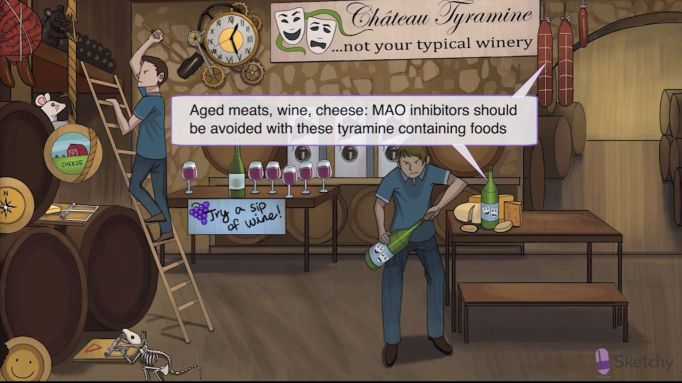 Château Tyramine
...not your typical winery
Aged meats, wine, cheese: MAO inhibitors should
be avoided with these tyramine containing foods
CHEESE
N
Try a sip
of wine!
Sketchy